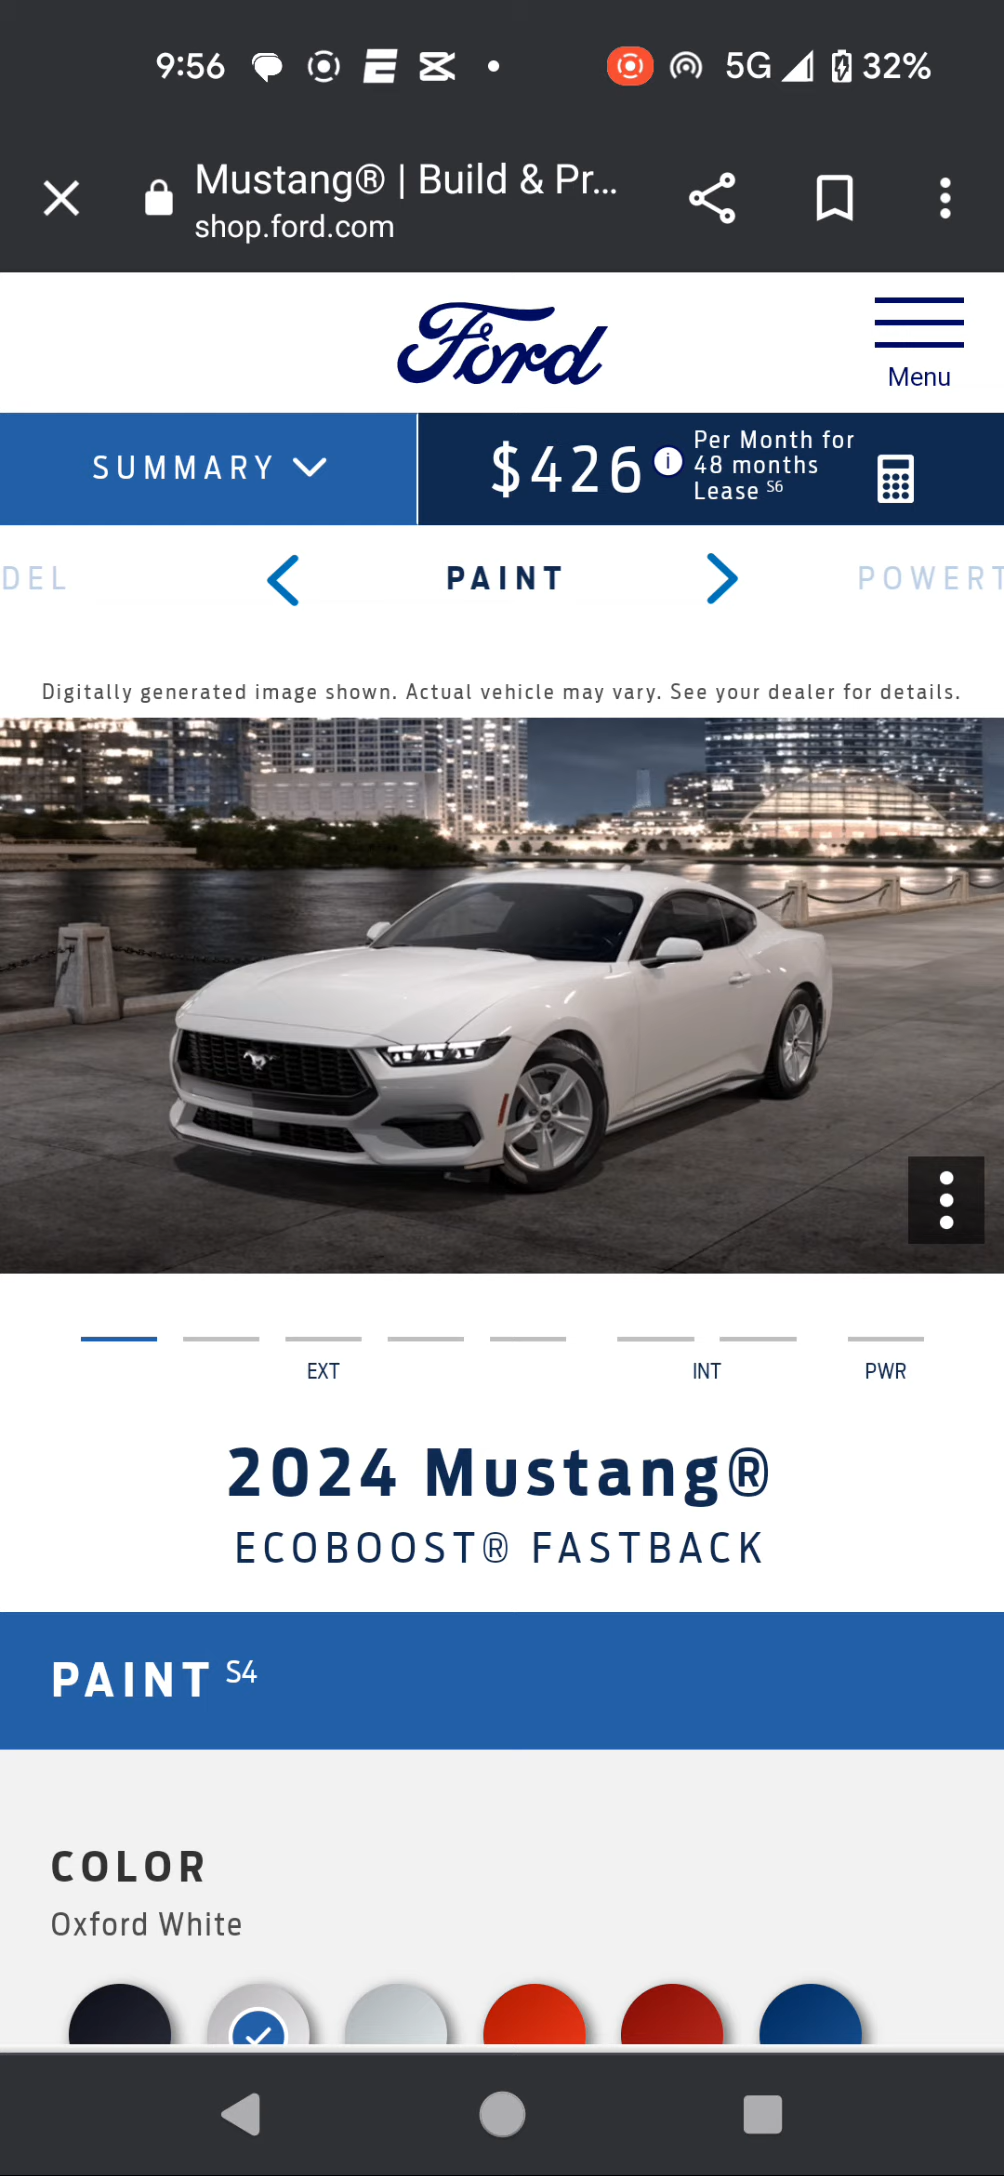 9:56
5G
32%
Mustang® | Build & Pr...
shop.ford.com
Ford
Menu
SUMMARY
$426
i
Per Month for
48 months
Lease S6
DEL
PAINT
POWERT
Digitally generated image shown. Actual vehicle may vary. See your dealer for details.
EXT
INT
PWR
2024 Mustang®
ECOBOOST® FASTBACK
PAINT S4
COLOR
Oxford White